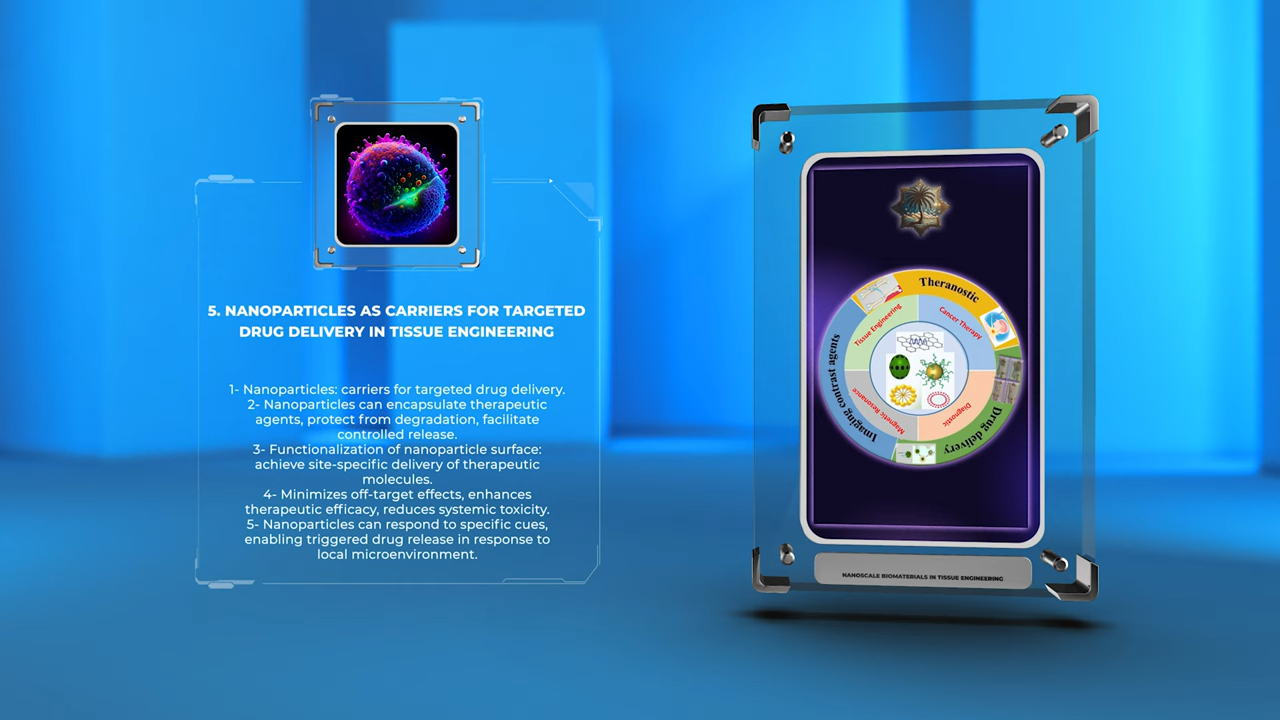 5. NANOPARTICLES AS CARRIERS FOR TARGETED
DRUG DELIVERY IN TISSUE ENGINEERING
1- Nanoparticles: carriers for targeted drug delivery.
2- Nanoparticles can encapsulate therapeutic
agents, protect from degradation, facilitate
controlled release.
3- Functionalization of nanoparticle surface:
achieve site-specific delivery of therapeutic
molecules.
4- Minimizes off-target effects, enhances
therapeutic efficacy, reduces systemic toxicity.
5- Nanoparticles can respond to specific cues,
enabling triggered drug release in response to
local microenvironment.
Theranostic
Tissue Engineering
Cancer Therapy
Imaging contrast agents
Magnetic Resonance
Diagnostic
Drug delivery
NANOSCALE BIOMATERIALS IN TISSUE ENGINEERING